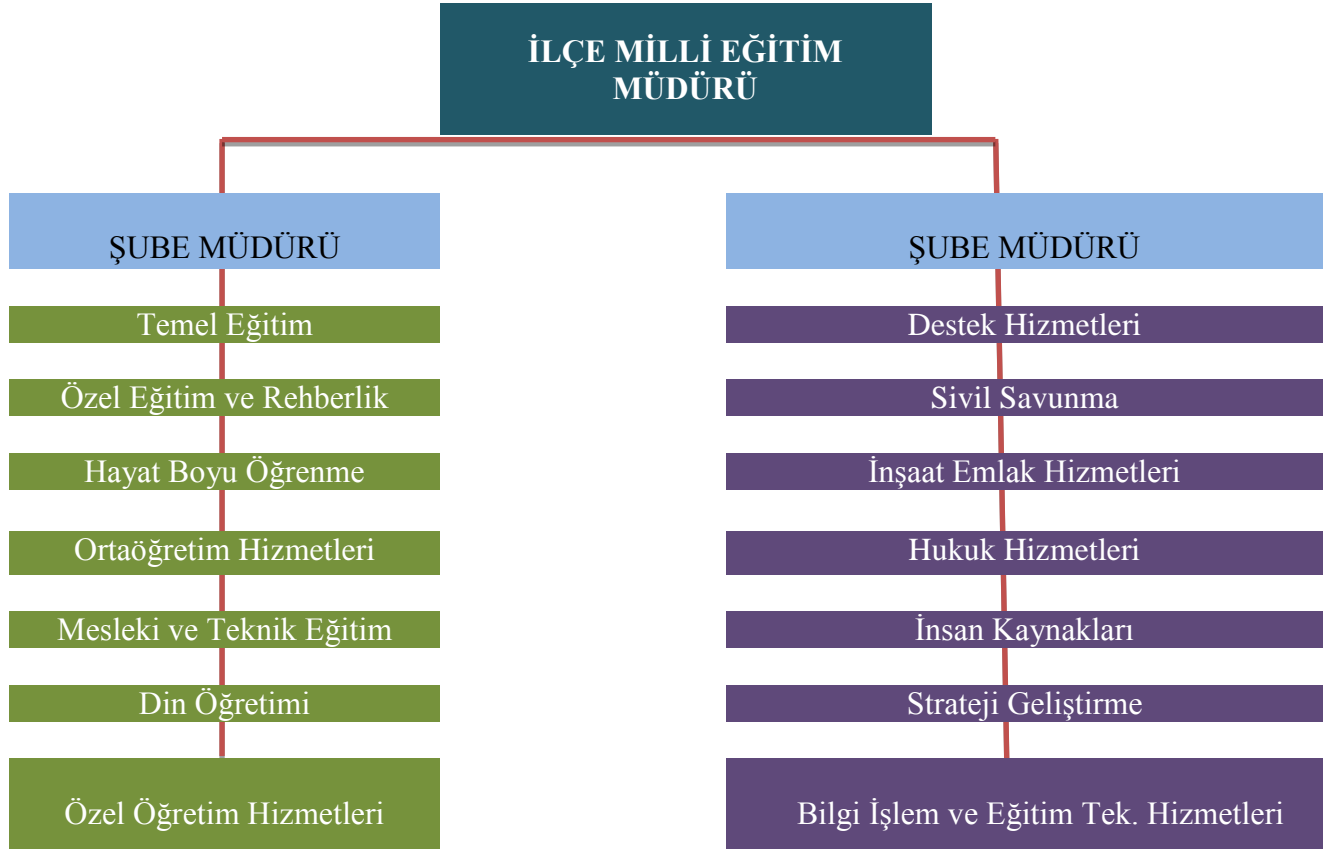 İLÇE MİLLİ EĞİTİM
MÜDÜRÜ
ŞUBE MÜDÜRÜ
Temel Eğitim
Özel Eğitim ve Rehberlik
Hayat Boyu Öğrenme
Ortaöğretim Hizmetleri
Mesleki ve Teknik Eğitim
Din Öğretimi
Özel Öğretim Hizmetleri
ŞUBE MÜDÜRÜ
Destek Hizmetleri
Sivil Savunma
İnşaat Emlak Hizmetleri
Hukuk Hizmetleri
İnsan Kaynakları
Strateji Geliştirme
Bilgi İşlem ve Eğitim Tek. Hizmetleri